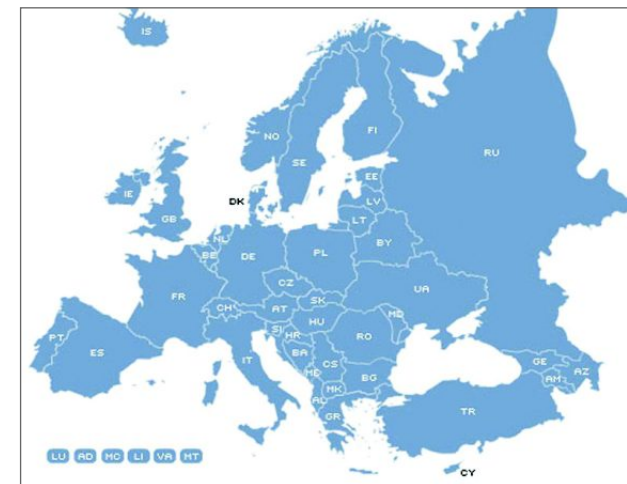 IS
NO
SE
FI
RU
EE
LV
LT
DK
IE
GB
NL
BE
DE
PL
BY
CZ
UA
FR
CH
AT
SK
MD
HU
SI
HR
RO
BA
CS
IT
ME
BG
MK
PT
ES
GR
TR
GE
AM
AZ
LU AD MC LI VA MT
CY